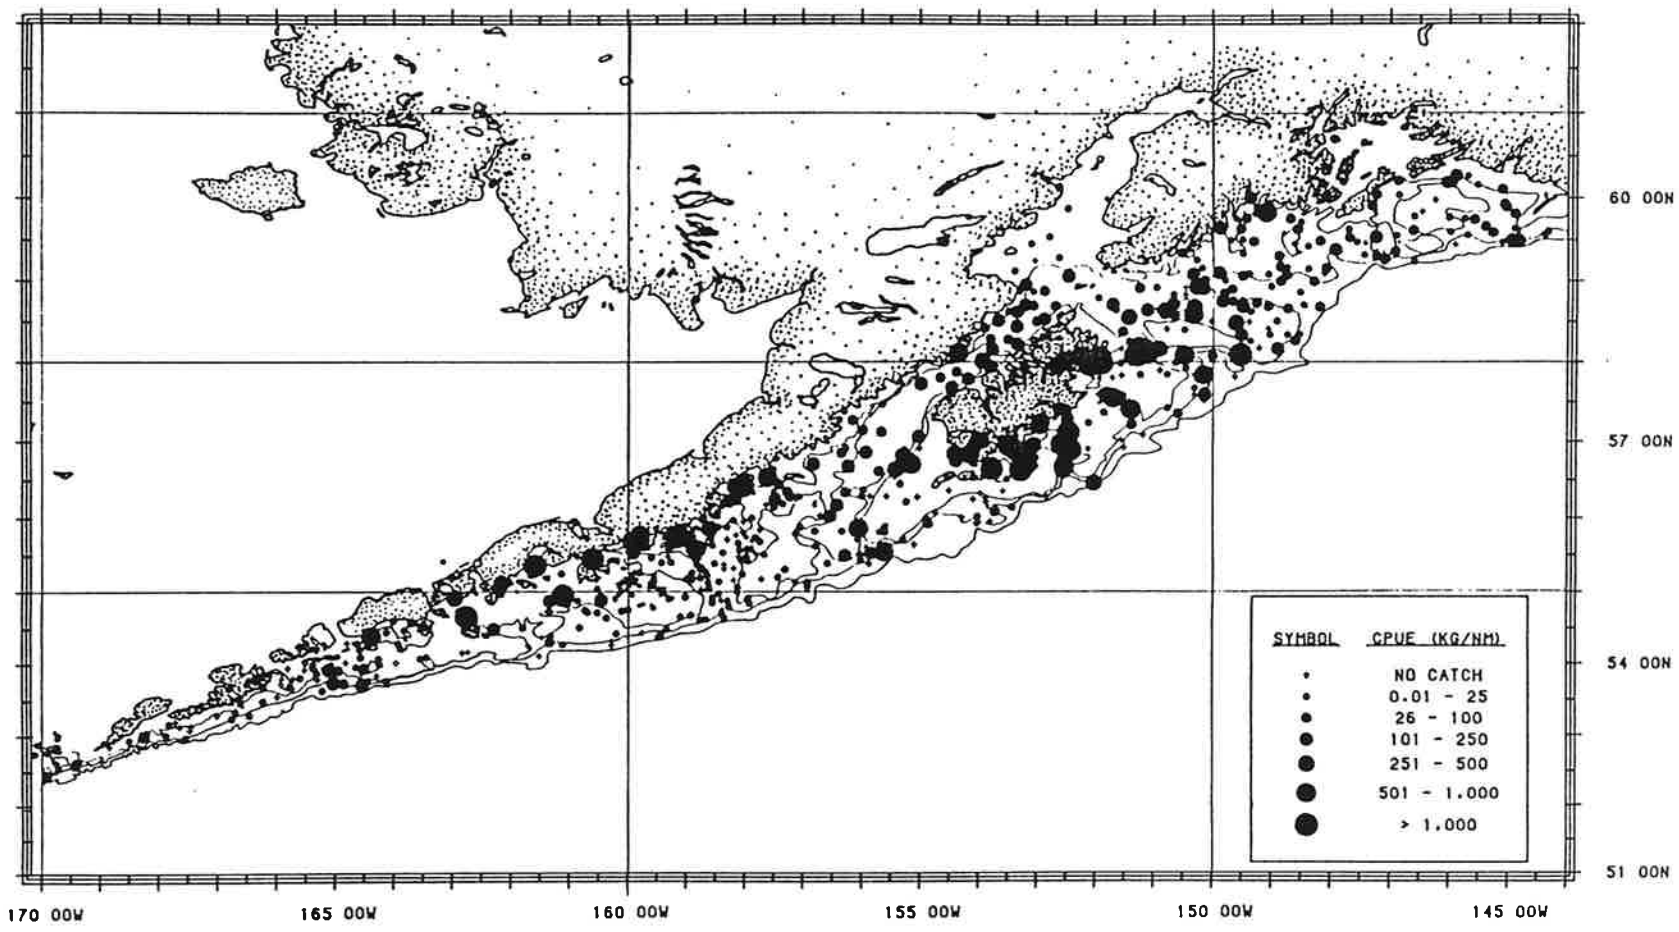 60 00N
57 00N
SYMBOL CPUE (KG/NM)
NO CATCH
0.01 - 25
26 - 100
101 - 250
251 - 500
501 - 1.000
> 1.000
54 00N
51 00N
170 00W 165 00W 160 00W 155 00W 150 00W 145 00W